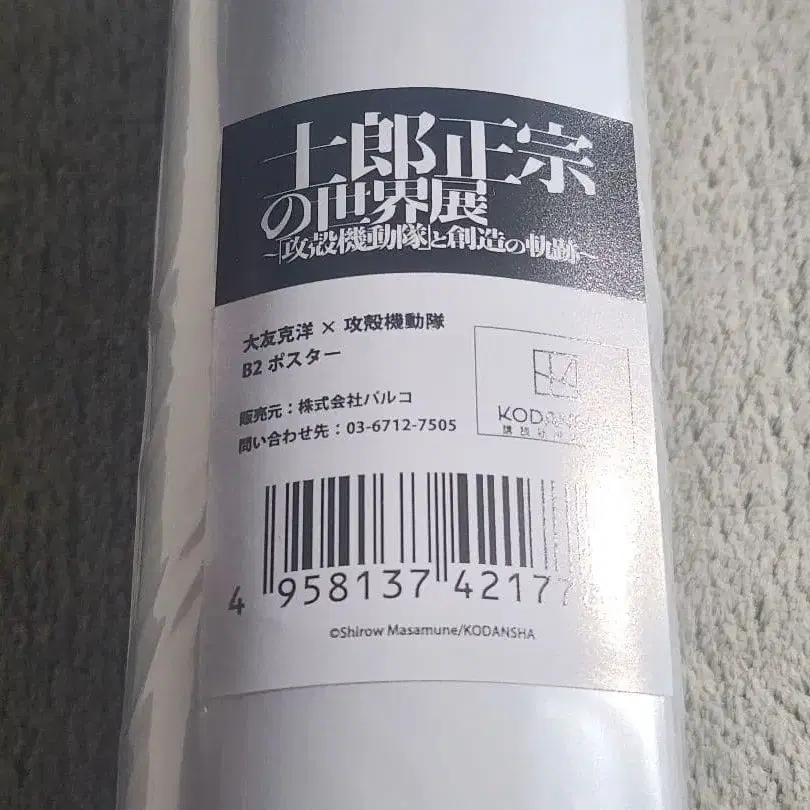 士郎正宗
の世界展
~「攻殻機動隊」と創造の軌跡~
大友克洋 × 攻殻機動隊
B2 ポスター
販売元：株式会社パルコ
問い合わせ先：03-6712-7505
4 958137 42177
©Shirow Masamune/KODANSHA